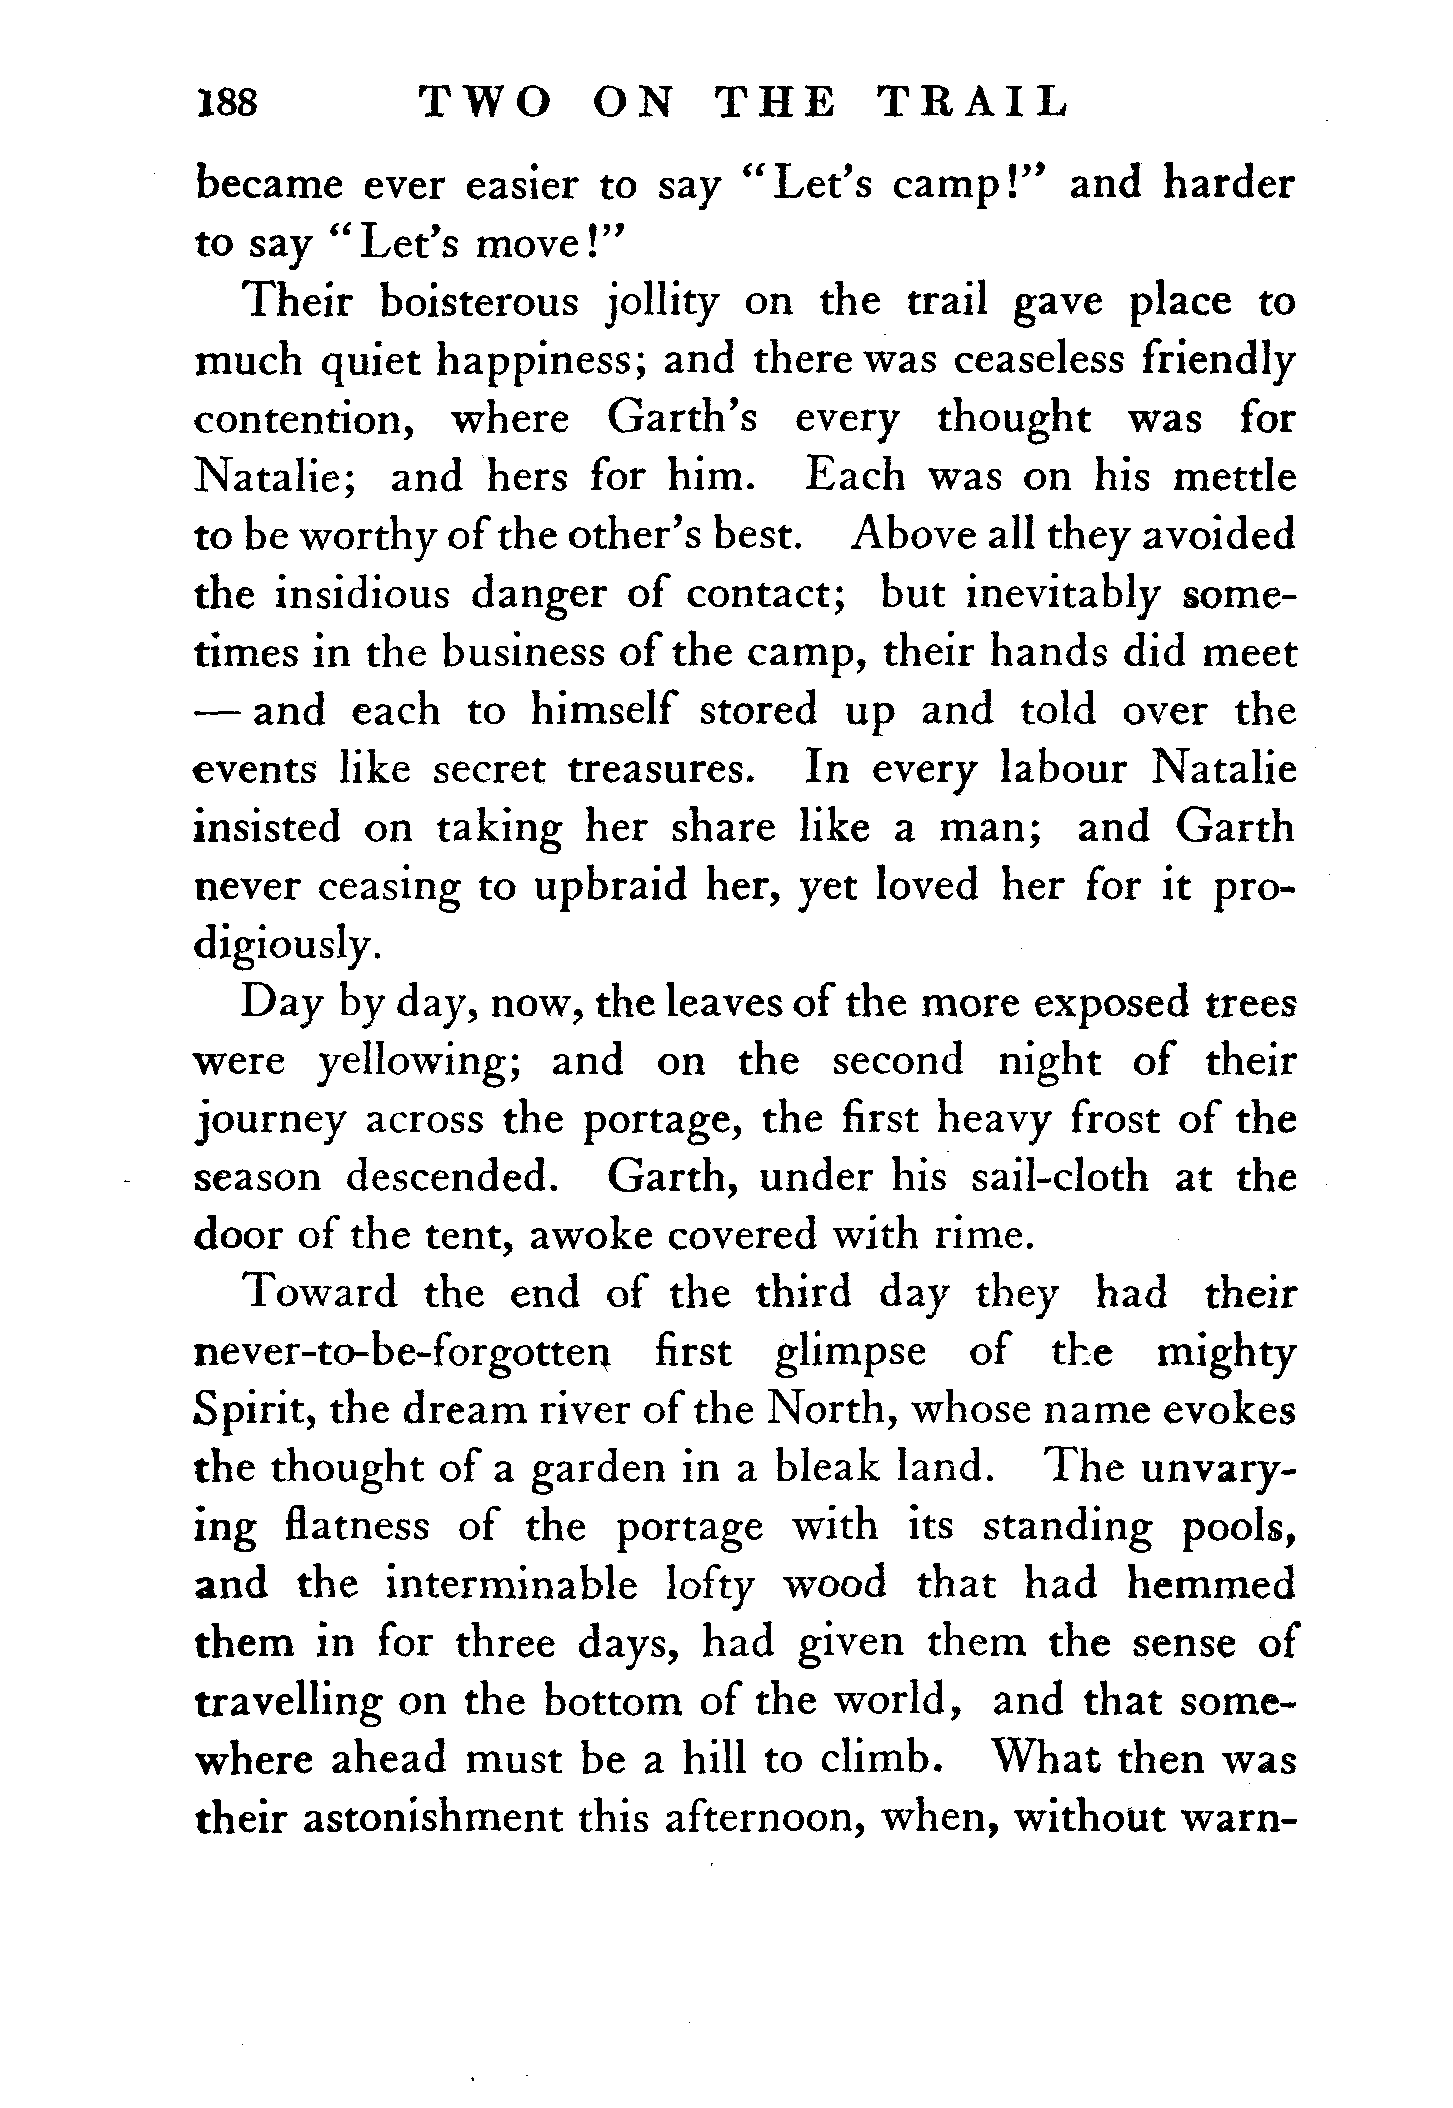 188 TWO ON THE TRAIL
became ever easier to say "Let's camp!" and harder
to say "Let's move!"
Their boisterous jollity on the trail gave place to
much quiet happiness; and there was ceaseless friendly
contention, where Garth's every thought was for
Natalie; and hers for him. Each was on his mettle
to be worthy of the other's best. Above all they avoided
the insidious danger of contact; but inevitably some-
times in the business of the camp, their hands did meet
— and each to himself stored up and told over the
events like secret treasures. In every labour Natalie
insisted on taking her share like a man; and Garth
never ceasing to upbraid her, yet loved her for it pro-
digiously.
Day by day, now, the leaves of the more exposed trees
were yellowing; and on the second night of their
journey across the portage, the first heavy frost of the
season descended. Garth, under his sail-cloth at the
door of the tent, awoke covered with rime.
Toward the end of the third day they had their
never-to-be-forgotten first glimpse of the mighty
Spirit, the dream river of the North, whose name evokes
the thought of a garden in a bleak land. The unvary-
ing flatness of the portage with its standing pools,
and the interminable lofty wood that had hemmed
them in for three days, had given them the sense of
travelling on the bottom of the world, and that some-
where ahead must be a hill to climb. What then was
their astonishment this afternoon, when, without warn-